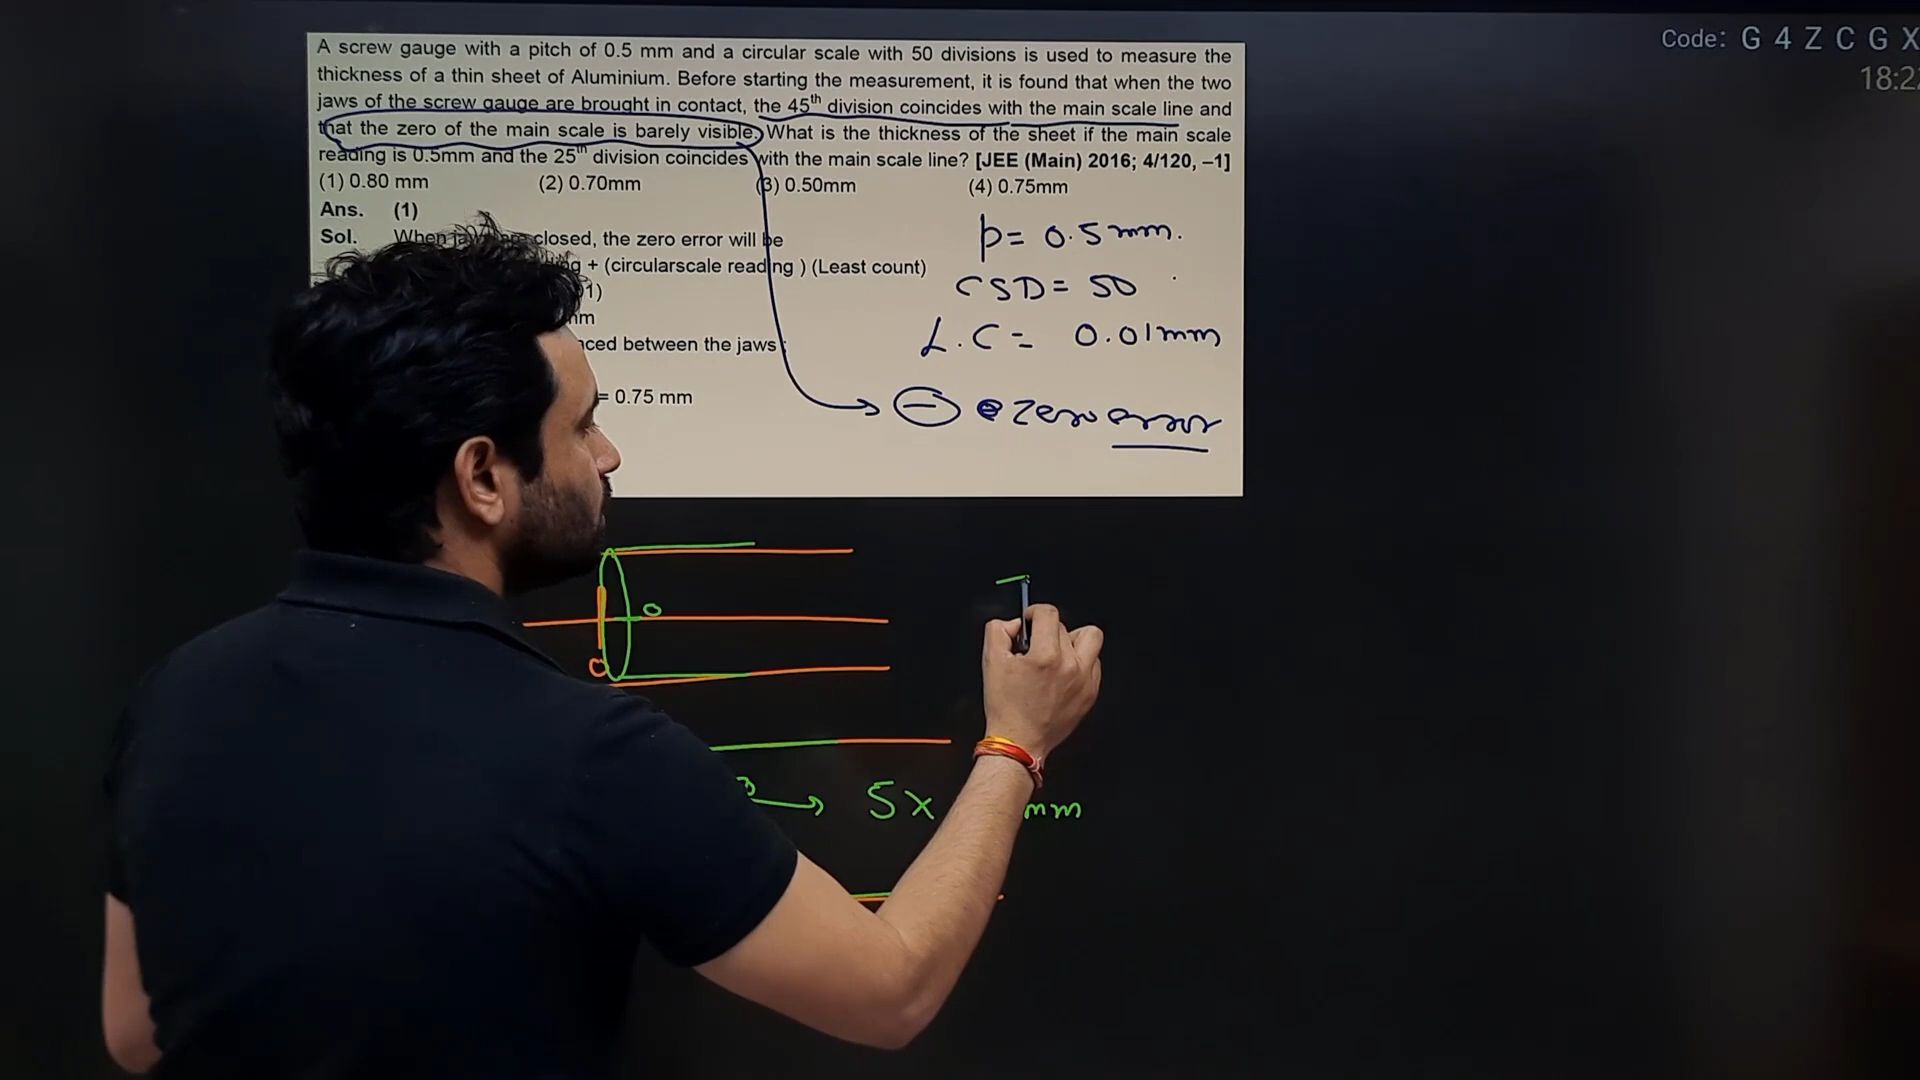 Code: G 4 Z C G X
18:22
A screw gauge with a pitch of 0.5 mm and a circular scale with 50 divisions is used to measure the
thickness of a thin sheet of Aluminium. Before starting the measurement, it is found that when the two
jaws of the screw gauge are brought in contact, the 45th division coincides with the main scale line and
that the zero of the main scale is barely visible. What is the thickness of the sheet if the main scale
reading is 0.5mm and the 25th division coincides with the main scale line? [JEE (Main) 2016; 4/120, –1]
(1) 0.80 mm (2) 0.70mm (3) 0.50mm (4) 0.75mm
Ans. (1)
Sol. When closed, the zero error will be
+ (circularscale reading ) (Least count)
1)
between the jaws :
= 0.75 mm
p = 0.5 mm.
CSD = 50
L.C = 0.01mm
⊖ zero error
0
0
5 x mm